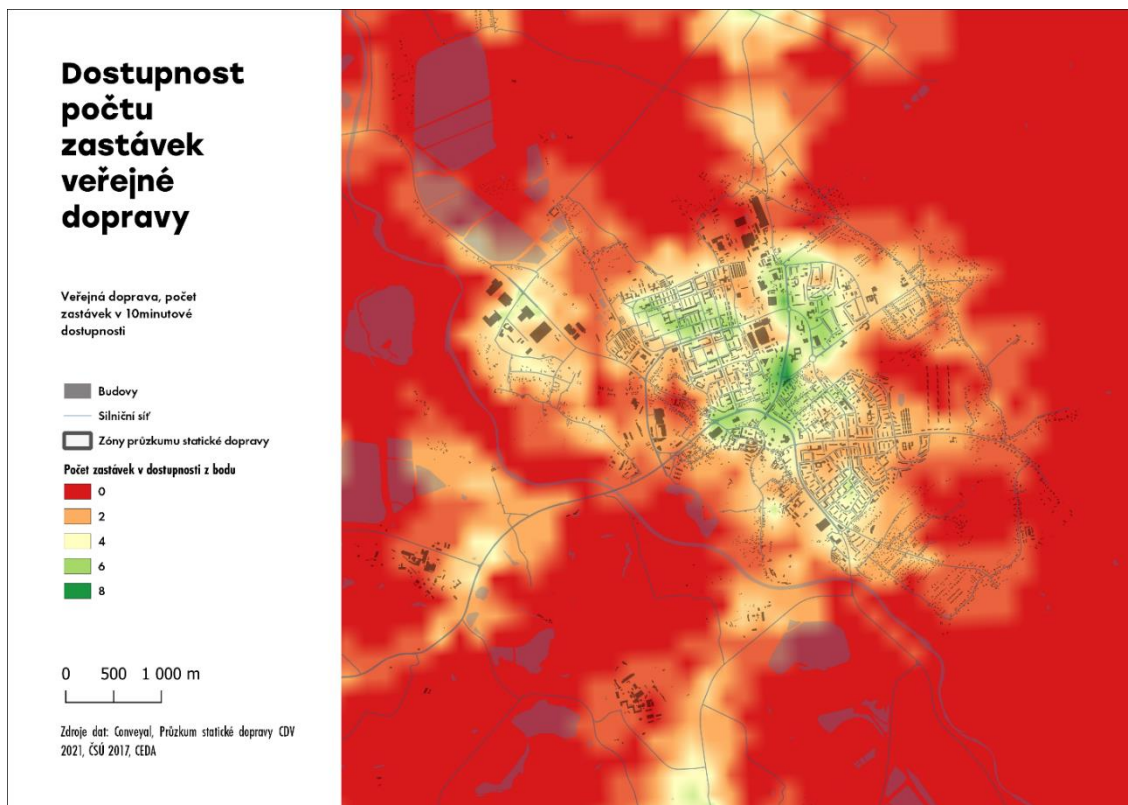 Dostupnost
počtu
zastávek
veřejné
dopravy
Veřejná doprava, počet
zastávek v 10minutové
dostupnosti
Budovy
Silniční síť
Zóny průzkumu statické dopravy
Počet zastávek v dostupnosti z bodu
0
2
4
6
8
0 500 1 000 m
Zdroje dat: Conveyal, Průzkum statické dopravy CDV
2021, ČSÚ 2017, CEDA